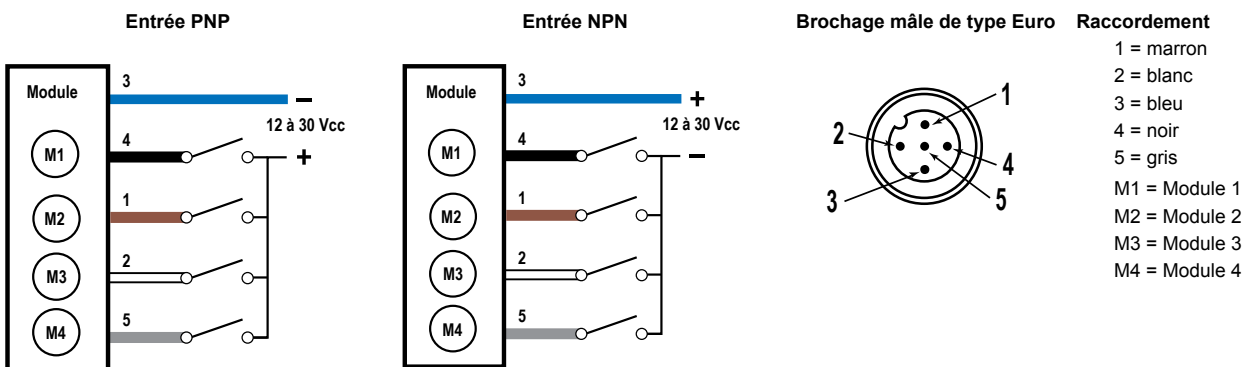 Entrée PNP
Module
3
−
12 à 30 Vcc
M1
4
+
M2
1
M3
2
M4
5
Entrée NPN
Module
3
+
12 à 30 Vcc
M1
4
−
M2
1
M3
2
M4
5
Brochage mâle de type Euro
1
2
4
3
5
Raccordement
1 = marron
2 = blanc
3 = bleu
4 = noir
5 = gris
M1 = Module 1
M2 = Module 2
M3 = Module 3
M4 = Module 4